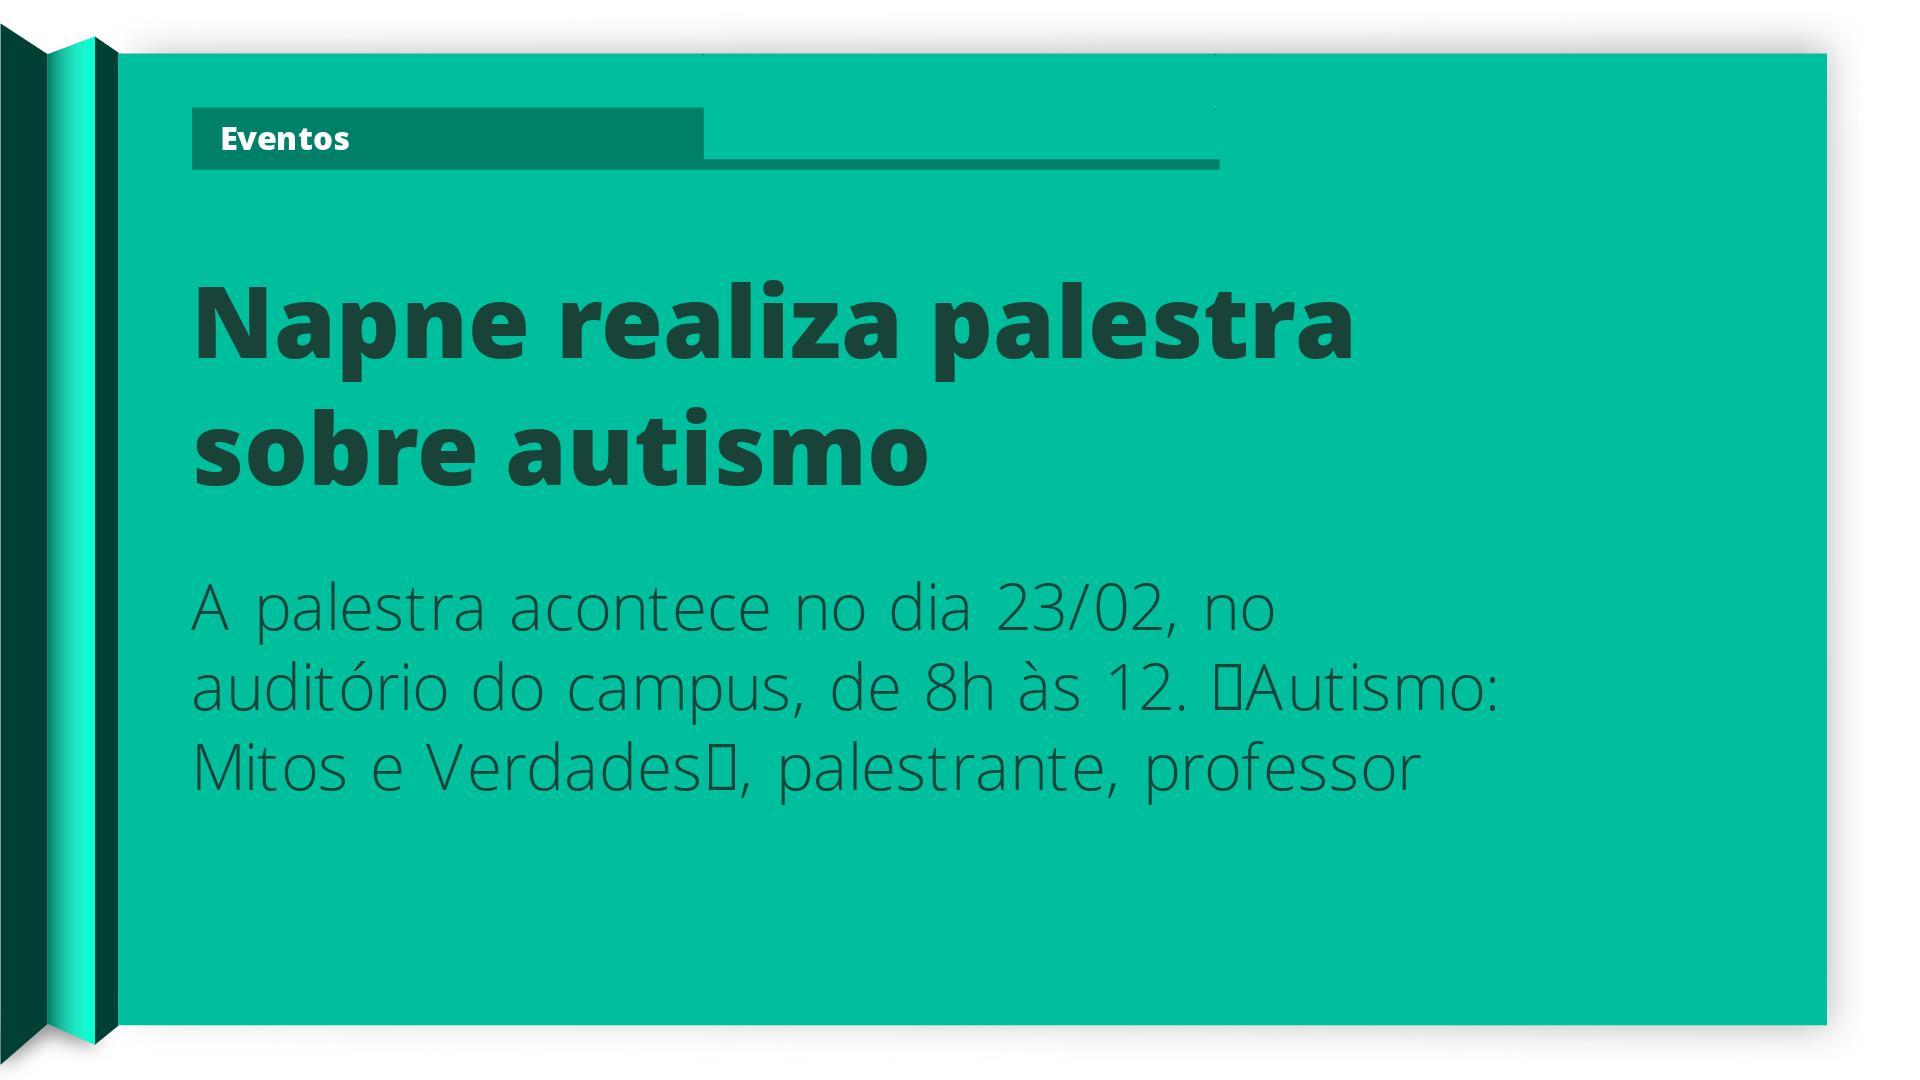 Eventos
Napne realiza palestra
sobre autismo
A palestra acontece no dia 23/02, no
auditório do campus, de 8h às 12. Autismo:
Mitos e Verdades, palestrante, professor